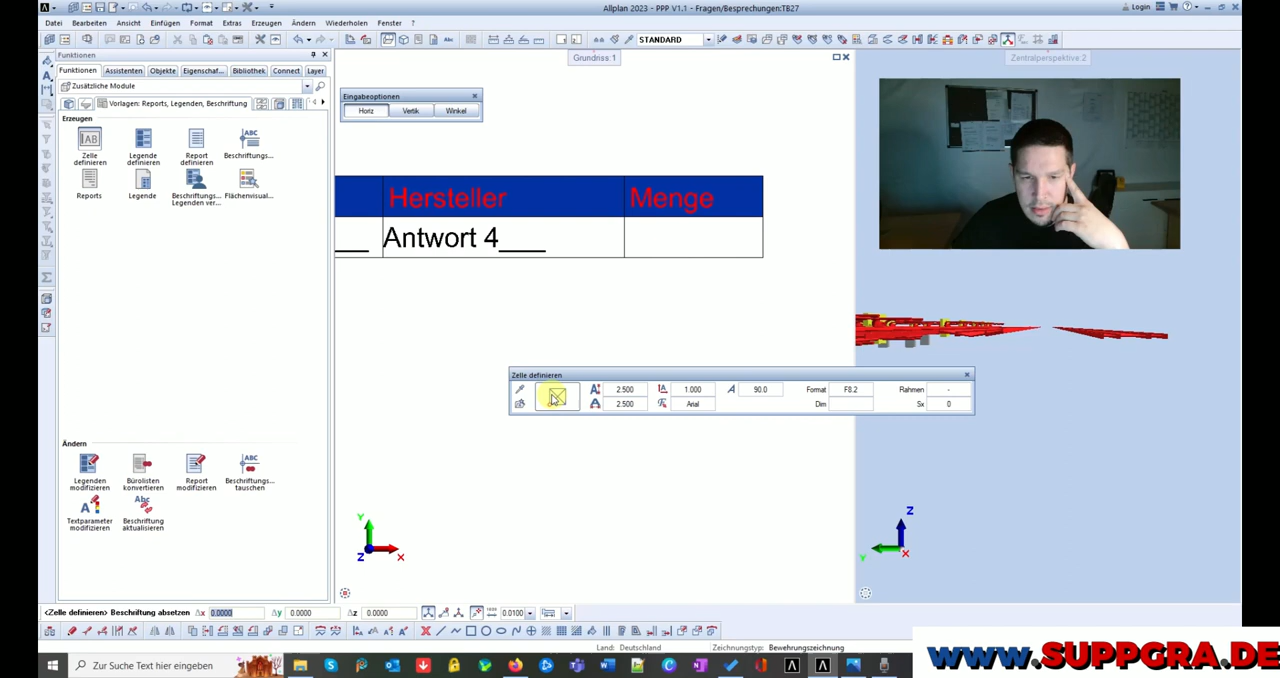 Allplan 2023 - PPP V1.1 - Fragen/Besprechungen:TB27
Login
Datei Bearbeiten Ansicht Einfügen Format Extras Erzeugen Ändern Wiederholen Fenster ?
STANDARD
Funktionen
Funktionen Assistenten Objekte Eigenschaf... Bibliothek Connect Layer
Zusätzliche Module
Vorlagen: Reports, Legenden, Beschriftung
Erzeugen
Zelle definieren
Legende definieren
Report definieren
Beschriftungs...
Reports
Legende
Beschriftungs... Legenden ver...
Flächenvisual...
Ändern
Legenden modifizieren
Bürolisten konvertieren
Report modifizieren
Beschriftungs... tauschen
Textparameter modifizieren
Beschriftung aktualisieren
Grundriss:1
Eingabeoptionen
Horiz Vertik Winkel
Hersteller Menge
Antwort 4____
Zelle definieren
2.500 1.000 90.0 Format F8.2 Rahmen -
2.500 Arial Dim Sx 0
Y
Z X
Zentralperspektive:2
Z
Y X
<Zelle definieren> Beschriftung absetzen Δx 0.0000 Δy 0.0000 Δz 0.0000 0.0100
Land: Deutschland Zeichnungstyp: Bewehrungszeichnung
Zur Suche Text hier eingeben
www.SUPPGRA.DE